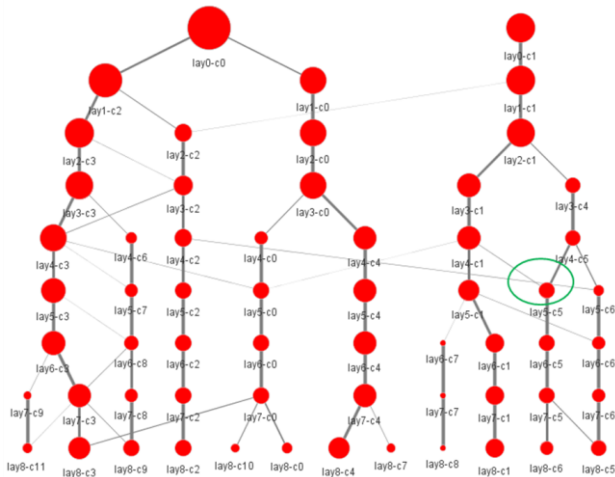 lay0-c0
lay0-c1
lay1-c2 lay1-c0 lay1-c1
lay2-c3 lay2-c2 lay2-c0 lay2-c1
lay3-c3 lay3-c2 lay3-c0 lay3-c1 lay3-c4
lay4-c3 lay4-c6 lay4-c2 lay4-c0 lay4-c4 lay4-c1 lay4-c5
lay5-c3 lay5-c7 lay5-c2 lay5-c0 lay5-c4 lay5-c1 lay5-c5 lay5-c6
lay6-c3 lay6-c8 lay6-c2 lay6-c0 lay6-c4 lay6-c7 lay6-c1 lay6-c5 lay6-c6
lay7-c9 lay7-c3 lay7-c8 lay7-c2 lay7-c0 lay7-c4 lay7-c7 lay7-c1 lay7-c5 lay7-c6
lay8-c11 lay8-c3 lay8-c9 lay8-c2 lay8-c10 lay8-c0 lay8-c4 lay8-c7 lay8-c8 lay8-c1 lay8-c6 lay8-c5